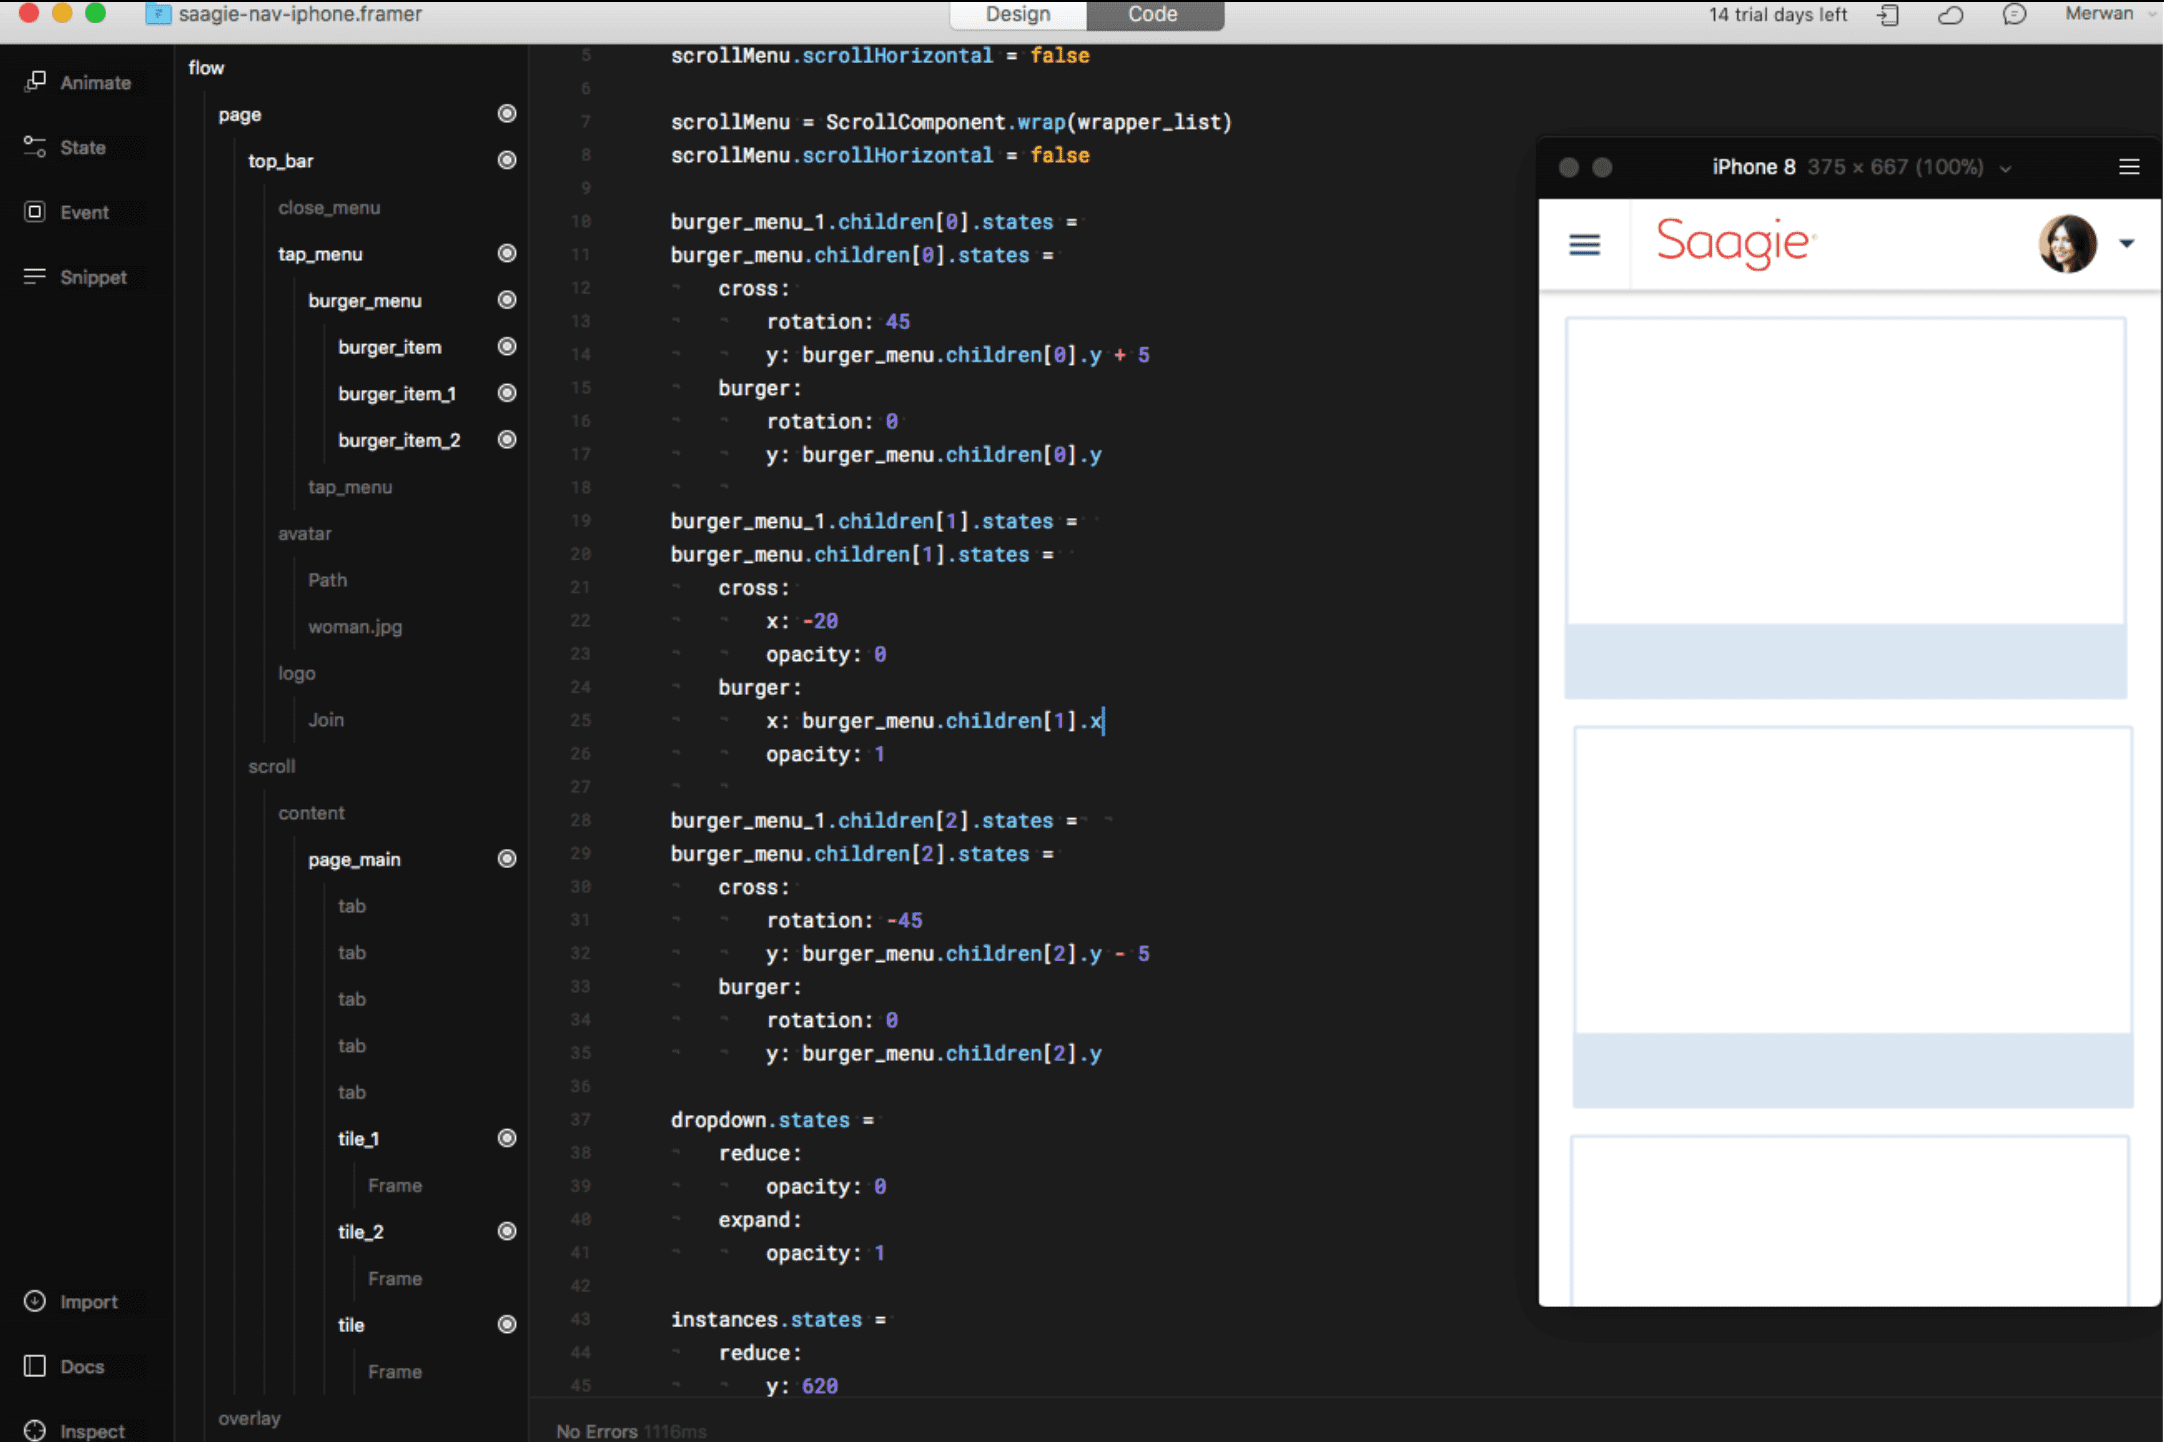 saagie-nav-iphone.framer
Design
Code
14 trial days left
Merwan
Animate
State
Event
Snippet
Import
Docs
Inspect
flow
page
top_bar
close_menu
tap_menu
burger_menu
burger_item
burger_item_1
burger_item_2
tap_menu
avatar
Path
woman.jpg
logo
Join
scroll
content
page_main
tab
tab
tab
tab
tab
tile_1
Frame
tile_2
Frame
tile
Frame
overlay
5 scrollMenu.scrollHorizontal = false
6
7 scrollMenu = ScrollComponent.wrap(wrapper_list)
8 scrollMenu.scrollHorizontal = false
9
10 burger_menu_1.children[0].states =
11 burger_menu.children[0].states =
12 cross:
13 rotation: 45
14 y: burger_menu.children[0].y + 5
15 burger:
16 rotation: 0
17 y: burger_menu.children[0].y
18
19 burger_menu_1.children[1].states =
20 burger_menu.children[1].states =
21 cross:
22 x: -20
23 opacity: 0
24 burger:
25 x: burger_menu.children[1].x
26 opacity: 1
27
28 burger_menu_1.children[2].states =
29 burger_menu.children[2].states =
30 cross:
31 rotation: -45
32 y: burger_menu.children[2].y - 5
33 burger:
34 rotation: 0
35 y: burger_menu.children[2].y
36
37 dropdown.states =
38 reduce:
39 opacity: 0
40 expand:
41 opacity: 1
42
43 instances.states =
44 reduce:
45 y: 620
No Errors 1116ms
iPhone 8 375 × 667 (100%)
Saagie